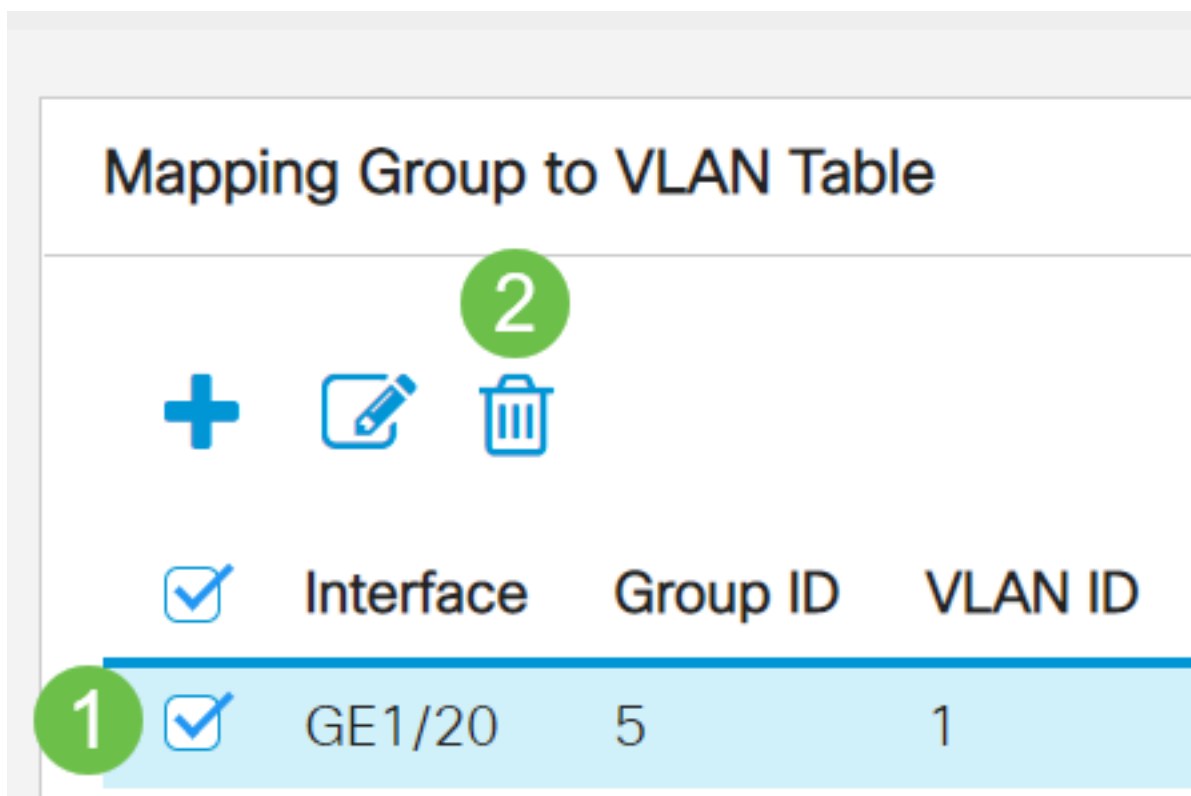 Mapping Group to VLAN Table
2
Interface Group ID VLAN ID
1 GE1/20 5 1